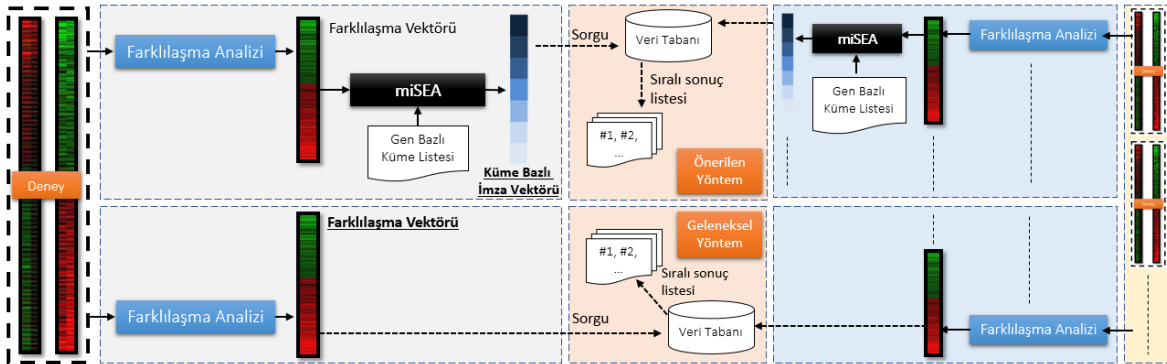 Deney
Farklılaşma Analizi
Farklılaşma Vektörü
miSEA
Gen Bazlı
Küme Listesi
Küme Bazlı
İmza Vektörü
Sorgu
Veri Tabanı
Sıralı sonuç
listesi
#1, #2,
...
Önerilen
Yöntem
miSEA
Gen Bazlı
Küme Listesi
Farklılaşma Analizi
Deney
Deney
Farklılaşma Analizi
Farklılaşma Vektörü
Sorgu
#1, #2,
...
Geleneksel
Yöntem
Sıralı sonuç
listesi
Veri Tabanı
Farklılaşma Analizi